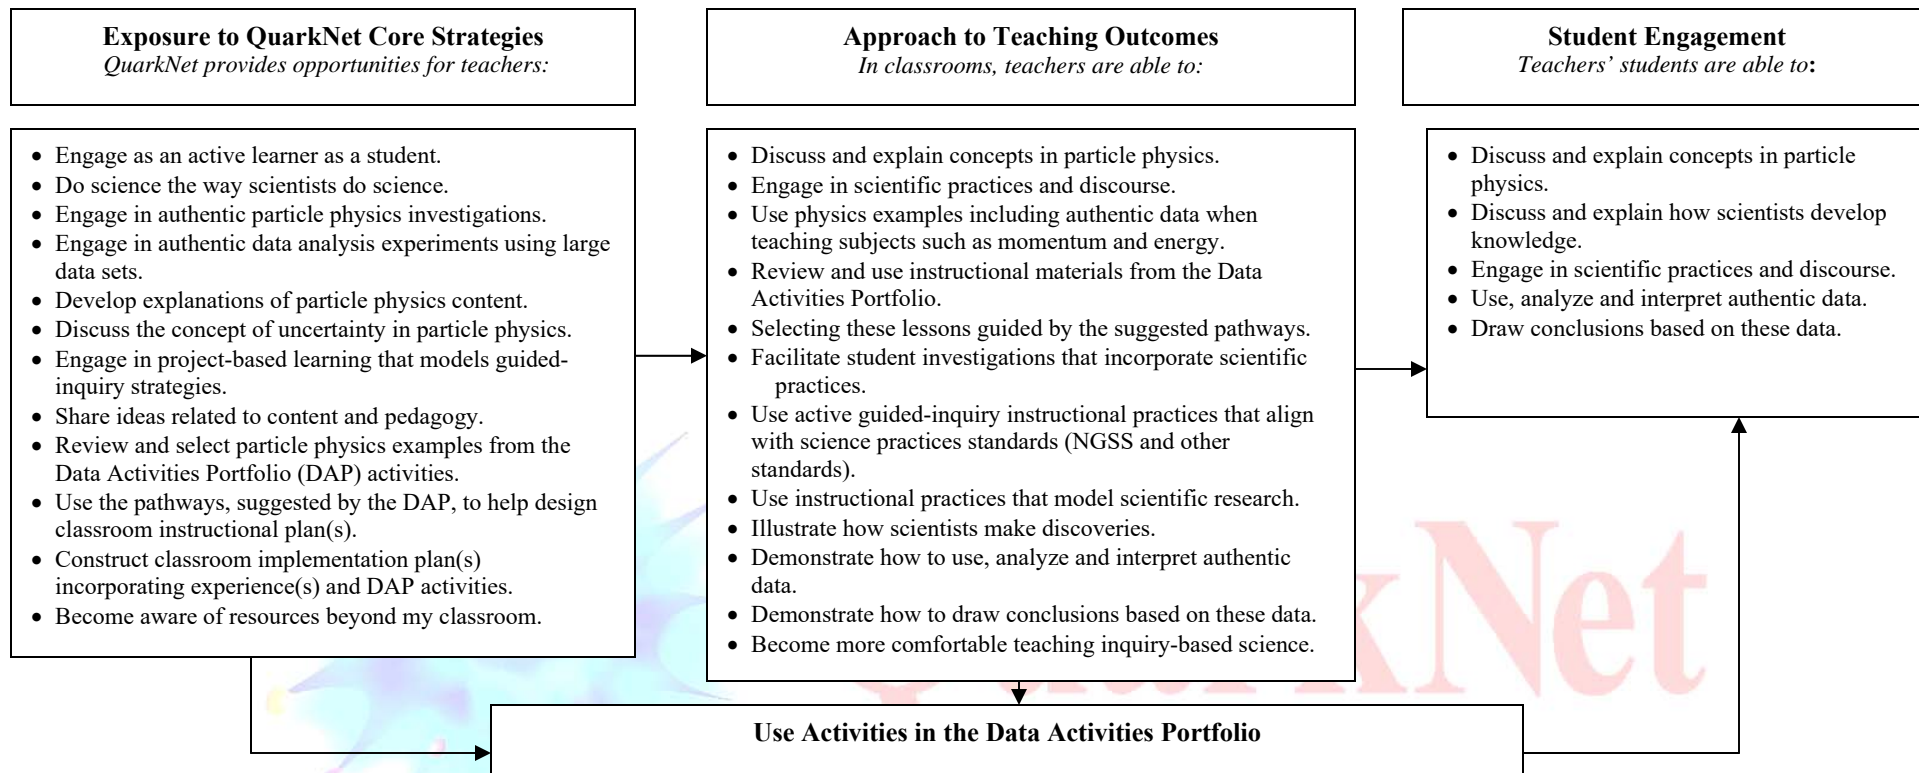 Exposure to QuarkNet Core Strategies
QuarkNet provides opportunities for teachers:
• Engage as an active learner as a student.
• Do science the way scientists do science.
• Engage in authentic particle physics investigations.
• Engage in authentic data analysis experiments using large
data sets.
• Develop explanations of particle physics content.
• Discuss the concept of uncertainty in particle physics.
• Engage in project-based learning that models guided-
inquiry strategies.
• Share ideas related to content and pedagogy.
• Review and select particle physics examples from the
Data Activities Portfolio (DAP) activities.
• Use the pathways, suggested by the DAP, to help design
classroom instructional plan(s).
• Construct classroom implementation plan(s)
incorporating experience(s) and DAP activities.
• Become aware of resources beyond my classroom.
Approach to Teaching Outcomes
In classrooms, teachers are able to:
• Discuss and explain concepts in particle physics.
• Engage in scientific practices and discourse.
• Use physics examples including authentic data when
teaching subjects such as momentum and energy.
• Review and use instructional materials from the Data
Activities Portfolio.
• Selecting these lessons guided by the suggested pathways.
• Facilitate student investigations that incorporate scientific
practices.
• Use active guided-inquiry instructional practices that align
with science practices standards (NGSS and other
standards).
• Use instructional practices that model scientific research.
• Illustrate how scientists make discoveries.
• Demonstrate how to use, analyze and interpret authentic
data.
• Demonstrate how to draw conclusions based on these data.
• Become more comfortable teaching inquiry-based science.
Student Engagement
Teachers’ students are able to:
• Discuss and explain concepts in particle
physics.
• Discuss and explain how scientists develop
knowledge.
• Engage in scientific practices and discourse.
• Use, analyze and interpret authentic data.
• Draw conclusions based on these data.
Use Activities in the Data Activities Portfolio